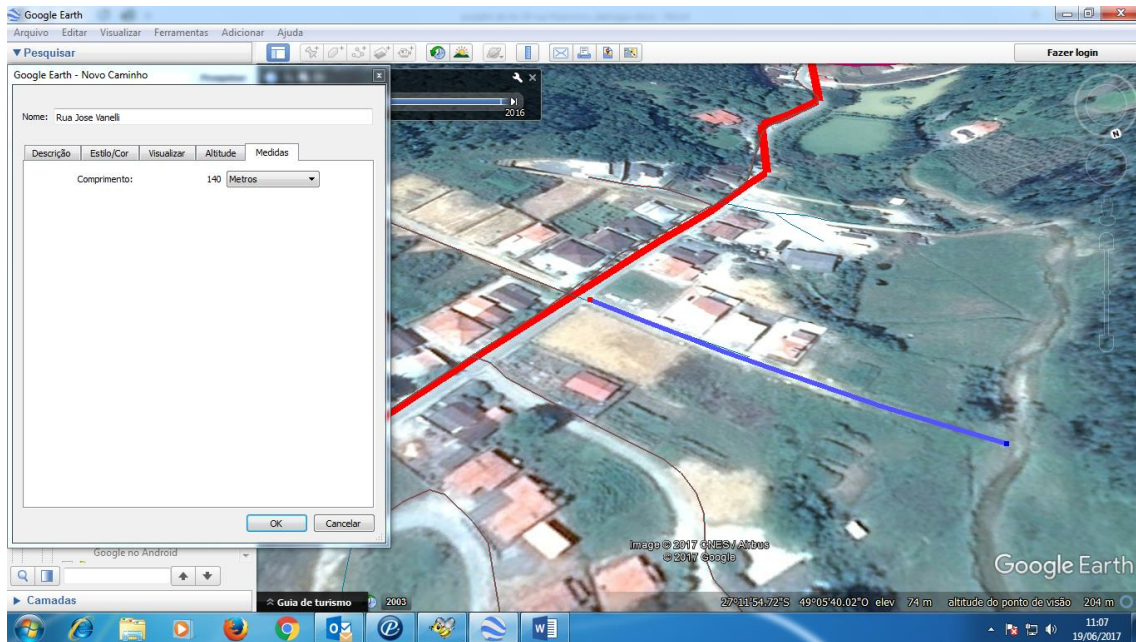 Google Earth
Arquivo Editar Visualizar Ferramentas Adicionar Ajuda
▼ Pesquisar
Fazer login
Google Earth - Novo Caminho
2016
Nome: Rua Jose Vanelli
Descrição Estilo/Cor Visualizar Altitude Medidas
Comprimento: 140 Metros
N
OK Cancelar
Google no Android
Image © 2017 CNES / Airbus
© 2017 Google
Google Earth
Camadas
Guia de turismo
2003
27°11'54.72"S 49°05'40.02"O elev 74 m altitude do ponto de visão 204 m
11:07
19/06/2017